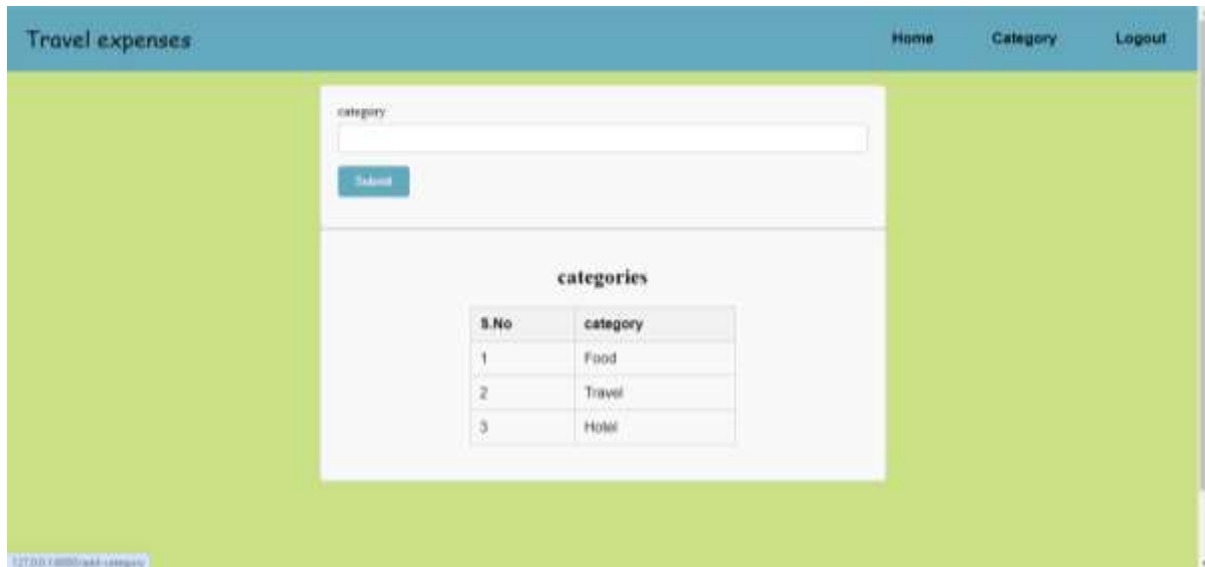 Travel expenses
Home Category Logout
category
Submit
categories
S.No category
1 Food
2 Travel
3 Hotel